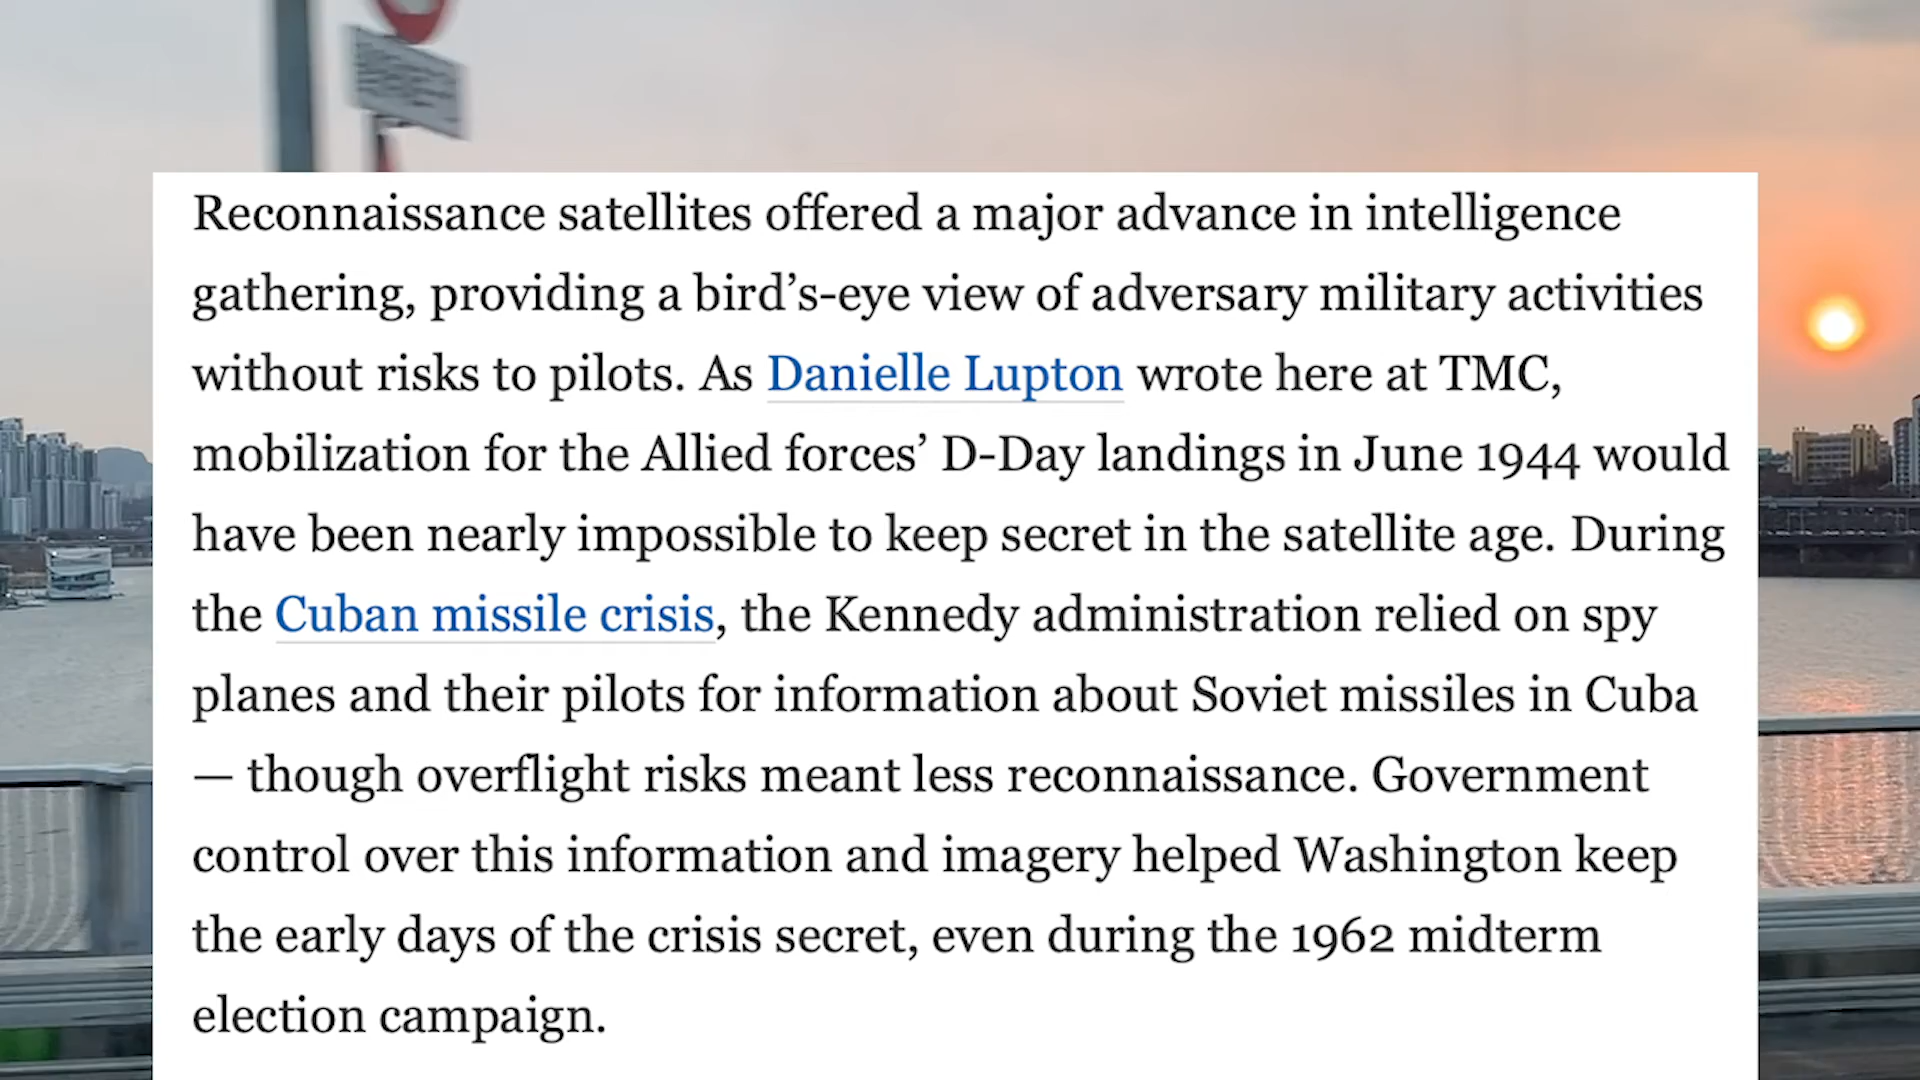 Reconnaissance satellites offered a major advance in intelligence
gathering, providing a bird’s-eye view of adversary military activities
without risks to pilots. As Danielle Lupton wrote here at TMC,
mobilization for the Allied forces’ D-Day landings in June 1944 would
have been nearly impossible to keep secret in the satellite age. During
the Cuban missile crisis, the Kennedy administration relied on spy
planes and their pilots for information about Soviet missiles in Cuba
— though overflight risks meant less reconnaissance. Government
control over this information and imagery helped Washington keep
the early days of the crisis secret, even during the 1962 midterm
election campaign.